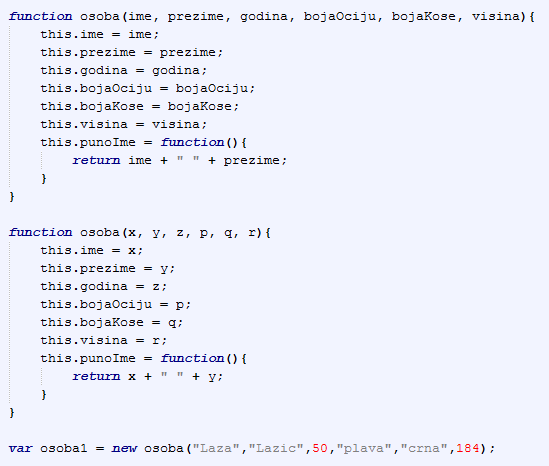 function osoba(ime, prezime, godina, bojaOciju, bojaKose, visina){
    this.ime = ime;
    this.prezime = prezime;
    this.godina = godina;
    this.bojaOciju = bojaOciju;
    this.bojaKose = bojaKose;
    this.visina = visina;
    this.punoIme = function(){
        return ime + " " + prezime;
    }
}

function osoba(x, y, z, p, q, r){
    this.ime = x;
    this.prezime = y;
    this.godina = z;
    this.bojaOciju = p;
    this.bojaKose = q;
    this.visina = r;
    this.punoIme = function(){
        return x + " " + y;
    }
}

var osoba1 = new osoba("Laza","Lazic",50,"plava","crna",184);